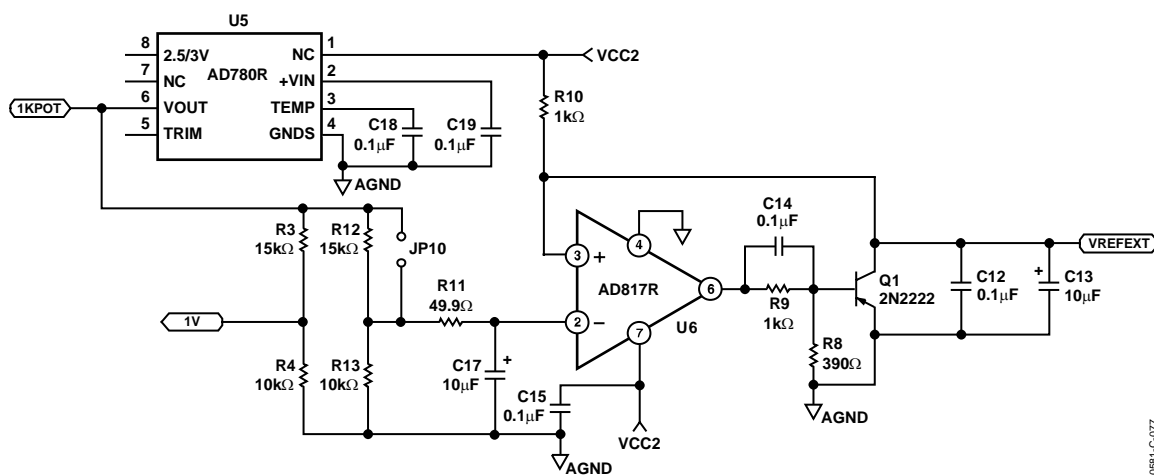 U5
8 2.5/3V
7 NC
6 VOUT
5 TRIM
AD780R
NC 1
+VIN 2
TEMP 3
GNDS 4
1KPOT
VCC2
R10
1kΩ
C18
0.1μF
C19
0.1μF
AGND
R3
15kΩ
R12
15kΩ
JP10
1V
R11
49.9Ω
R4
10kΩ
R13
10kΩ
C17
10μF
+
3 +
2 −
4
6
7
AD817R
U6
C15
0.1μF
VCC2
AGND
C14
0.1μF
R9
1kΩ
R8
390Ω
AGND
Q1
2N2222
C12
0.1μF
+
C13
10μF
VREFEXT
0581-C-077